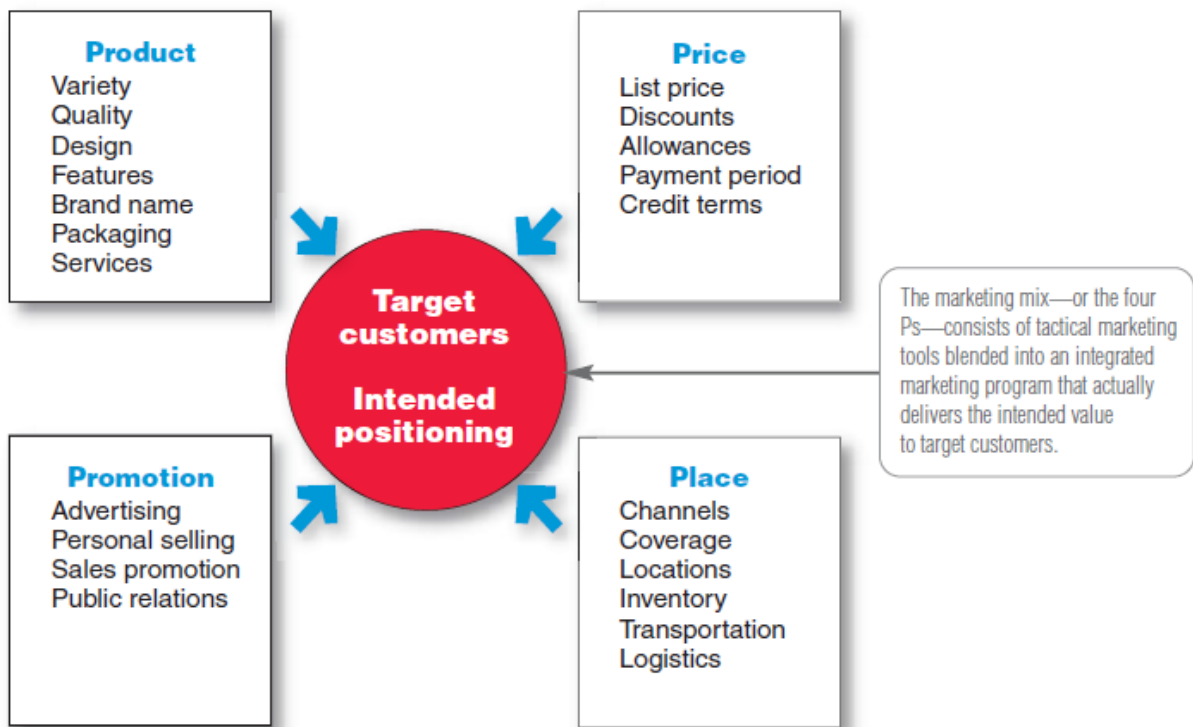 Product
Variety
Quality
Design
Features
Brand name
Packaging
Services
Price
List price
Discounts
Allowances
Payment period
Credit terms
Target
customers
Intended
positioning
The marketing mix—or the four
Ps—consists of tactical marketing
tools blended into an integrated
marketing program that actually
delivers the intended value
to target customers.
Promotion
Advertising
Personal selling
Sales promotion
Public relations
Place
Channels
Coverage
Locations
Inventory
Transportation
Logistics